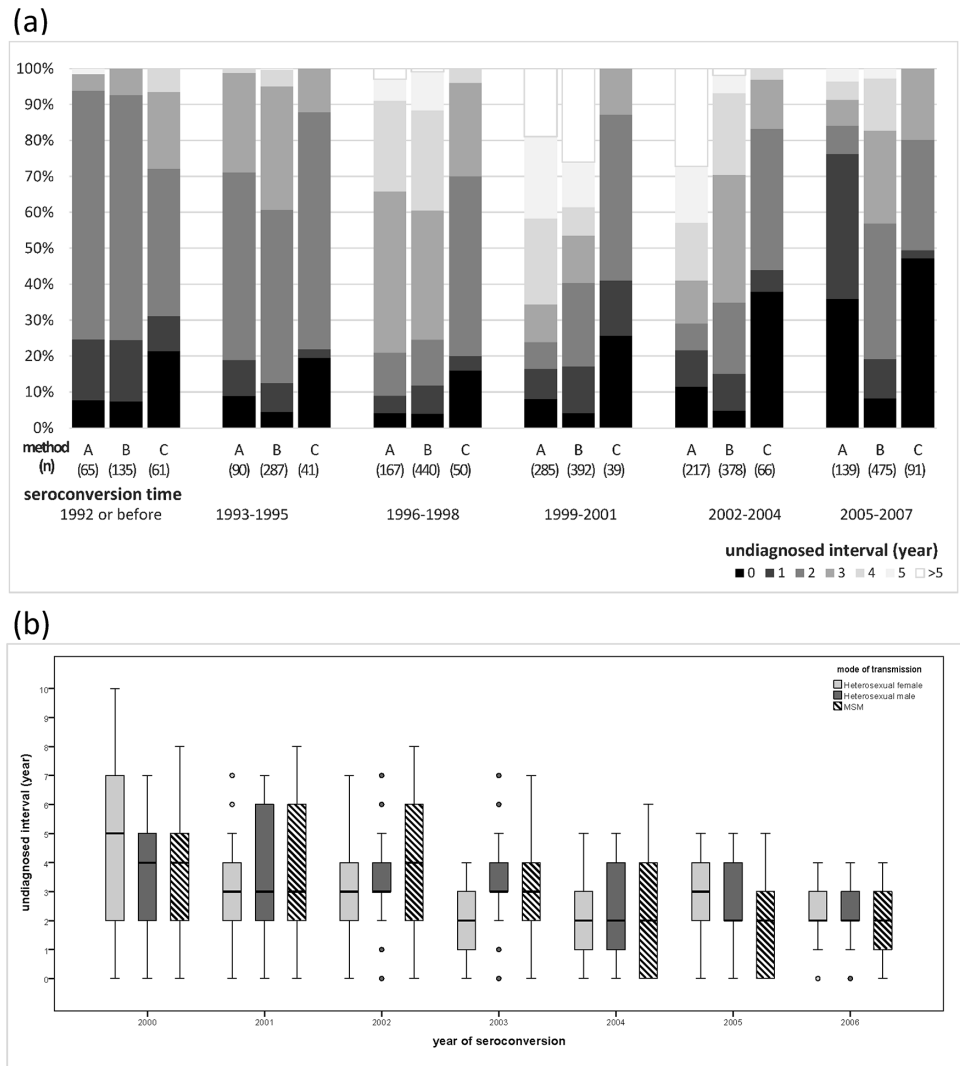 (a)
100%
90%
80%
70%
60%
50%
40%
30%
20%
10%
0%
method A B C A B C A B C A B C A B C A B C
(n) (65) (135) (61) (90) (287) (41) (167) (440) (50) (285) (392) (39) (217) (378) (66) (139) (475) (91)
seroconversion time
1992 or before 1993-1995 1996-1998 1999-2001 2002-2004 2005-2007
undiagnosed interval (year)
0 1 2 3 4 5 >5
(b)
mode of transmission
Heterosexual female
Heterosexual male
MSM
undiagnosed interval (year)
10
9
8
7
6
5
4
3
2
1
0
2000 2001 2002 2003 2004 2005 2006
year of seroconversion